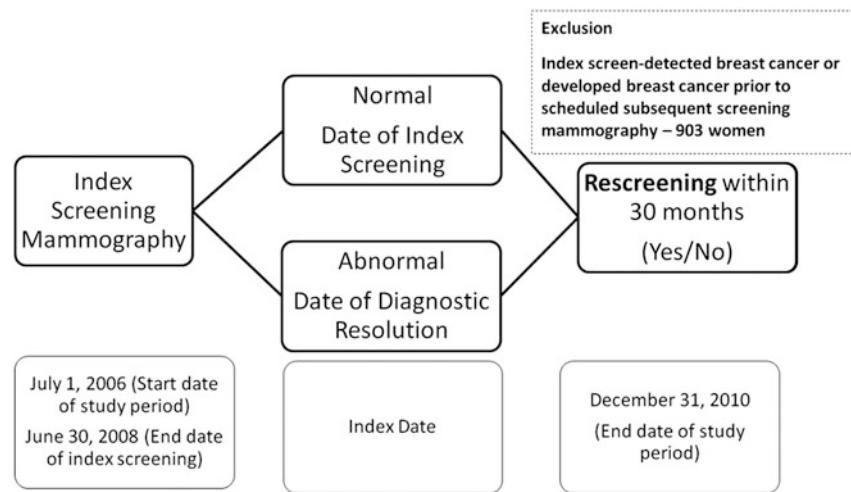 Exclusion
Index screen-detected breast cancer or
developed breast cancer prior to
scheduled subsequent screening
mammography – 903 women
Normal
Date of Index
Screening
Index
Screening
Mammography
Rescreening within
30 months
(Yes/No)
Abnormal
Date of Diagnostic
Resolution
July 1, 2006 (Start date
of study period)
June 30, 2008 (End date
of index screening)
Index Date
December 31, 2010
(End date of study
period)